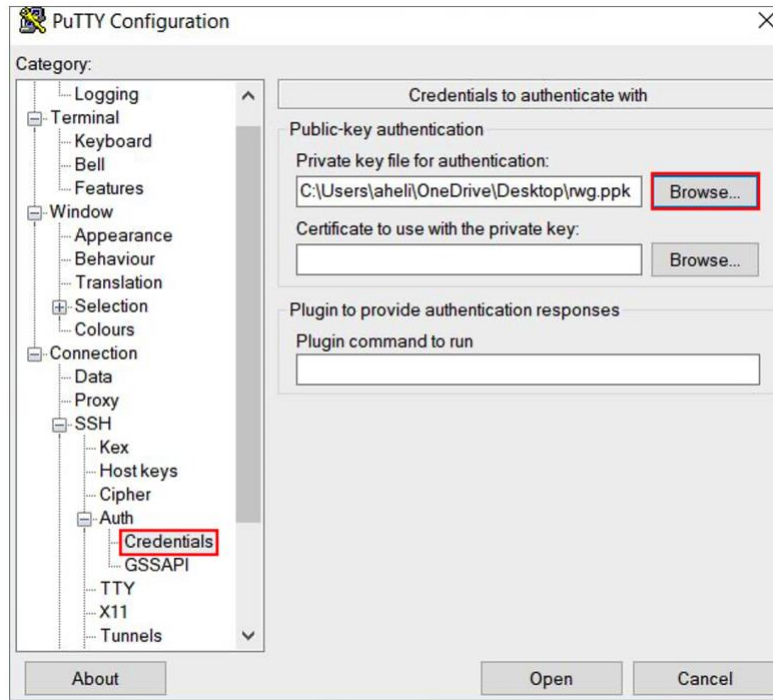 PuTTY Configuration
Category:
Logging
Terminal
Keyboard
Bell
Features
Window
Appearance
Behaviour
Translation
Selection
Colours
Connection
Data
Proxy
SSH
Kex
Host keys
Cipher
Auth
Credentials
GSSAPI
TTY
X11
Tunnels
Credentials to authenticate with
Public-key authentication
Private key file for authentication:
C:\Users\aheli\OneDrive\Desktop\rwg.ppk Browse...
Certificate to use with the private key:
Browse...
Plugin to provide authentication responses
Plugin command to run
About Open Cancel